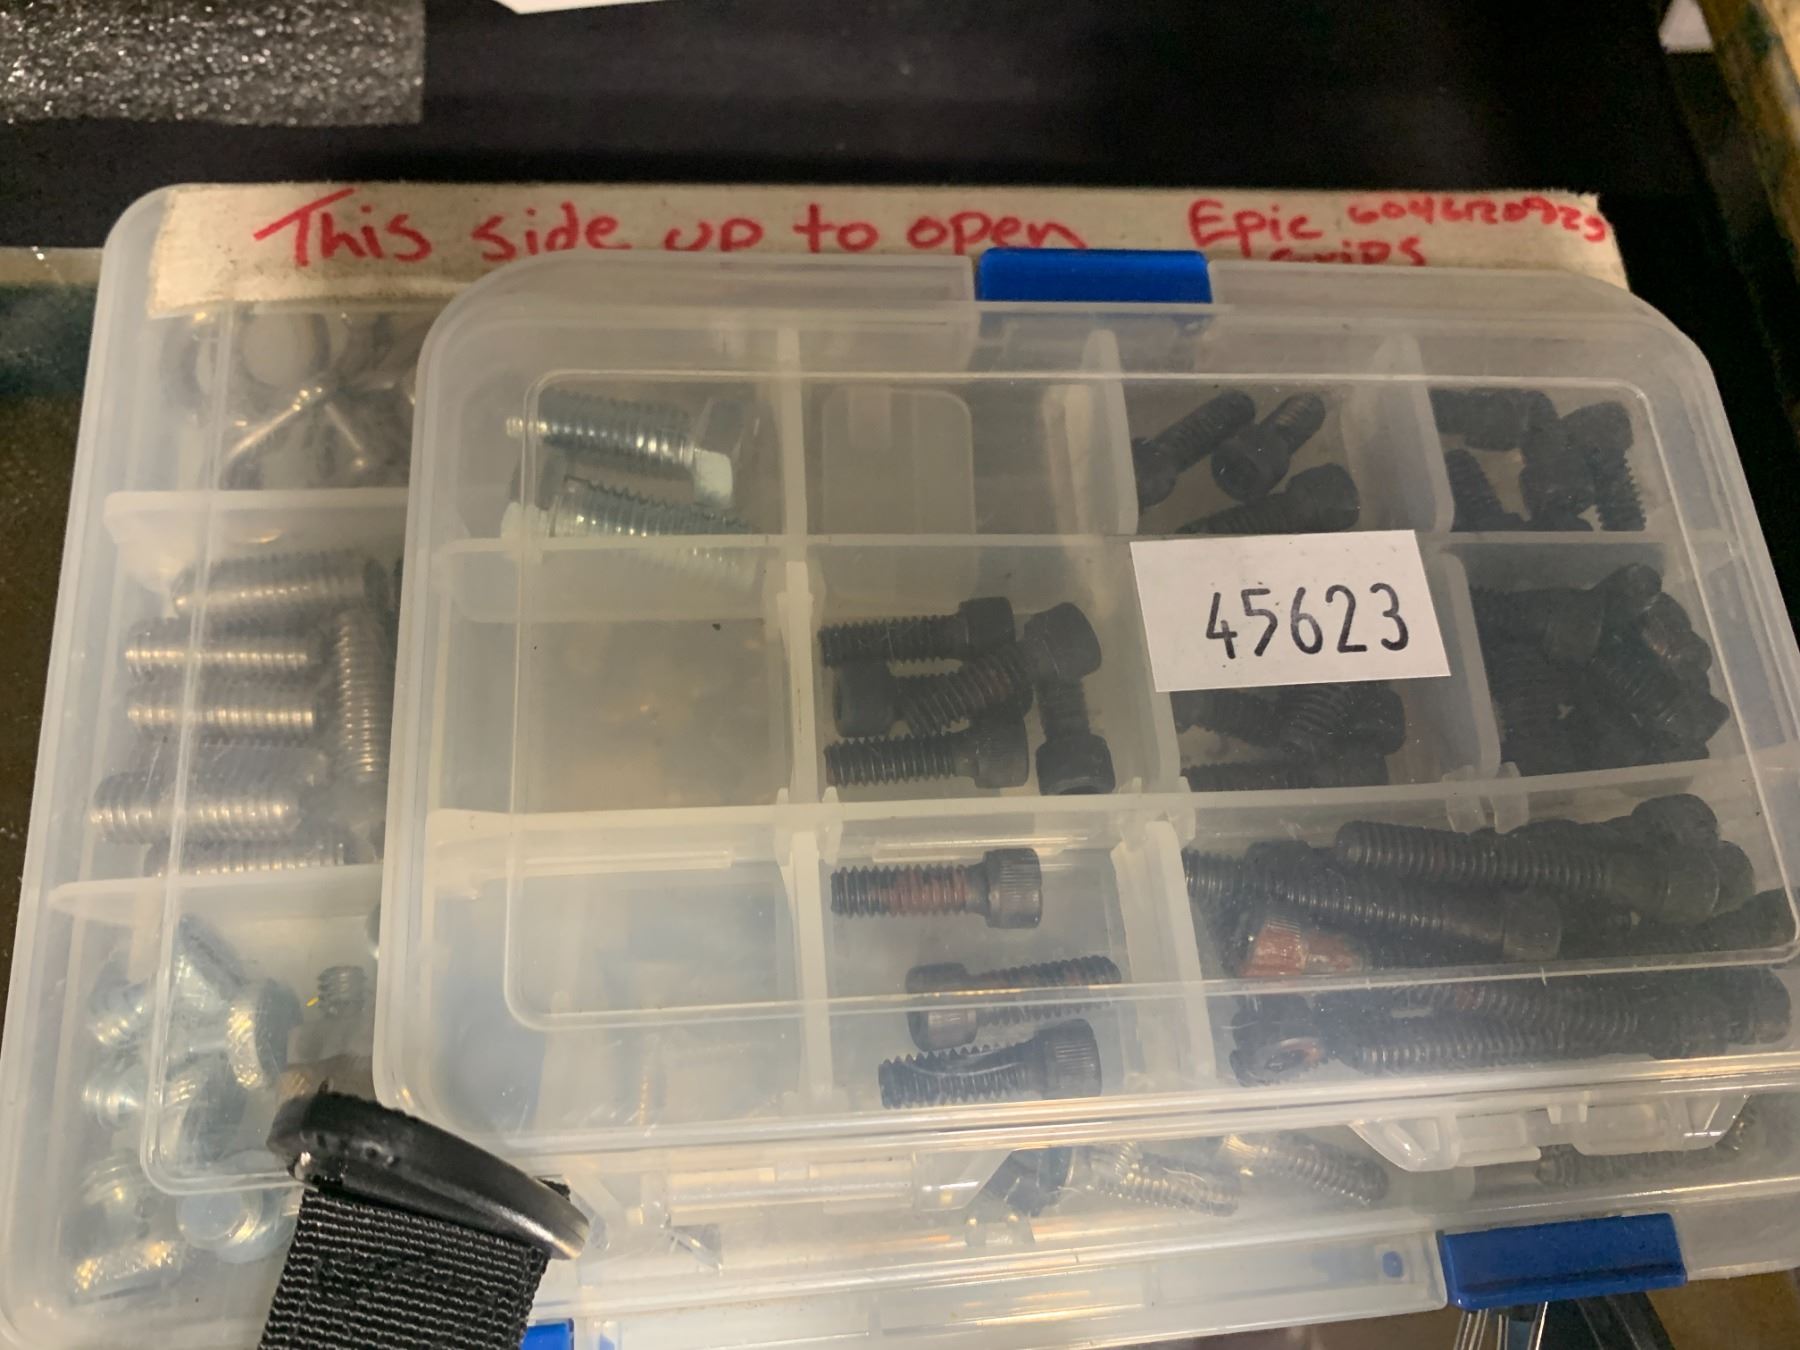 This side up to open
Epic
45623